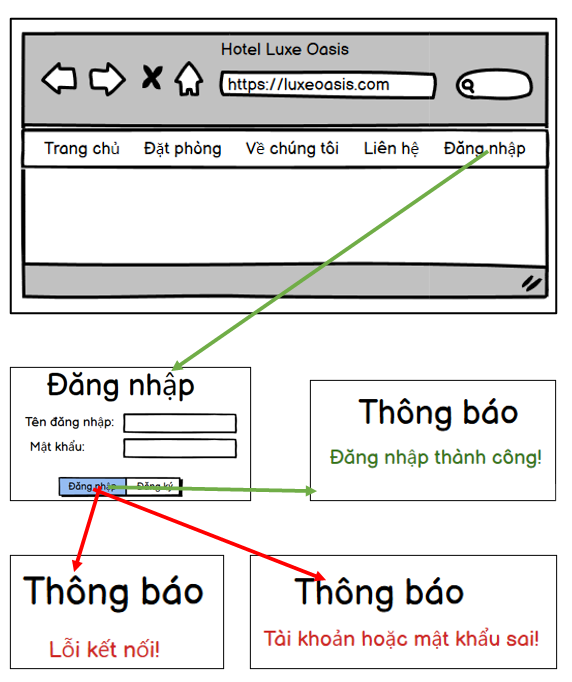 Hotel Luxe Oasis
https://luxeoasis.com
Trang chủ Đặt phòng Về chúng tôi Liên hệ Đăng nhập
Đăng nhập
Tên đăng nhập:
Mật khẩu:
Đăng nhập Đăng ký
Thông báo
Đăng nhập thành công!
Thông báo
Lỗi kết nối!
Thông báo
Tài khoản hoặc mật khẩu sai!